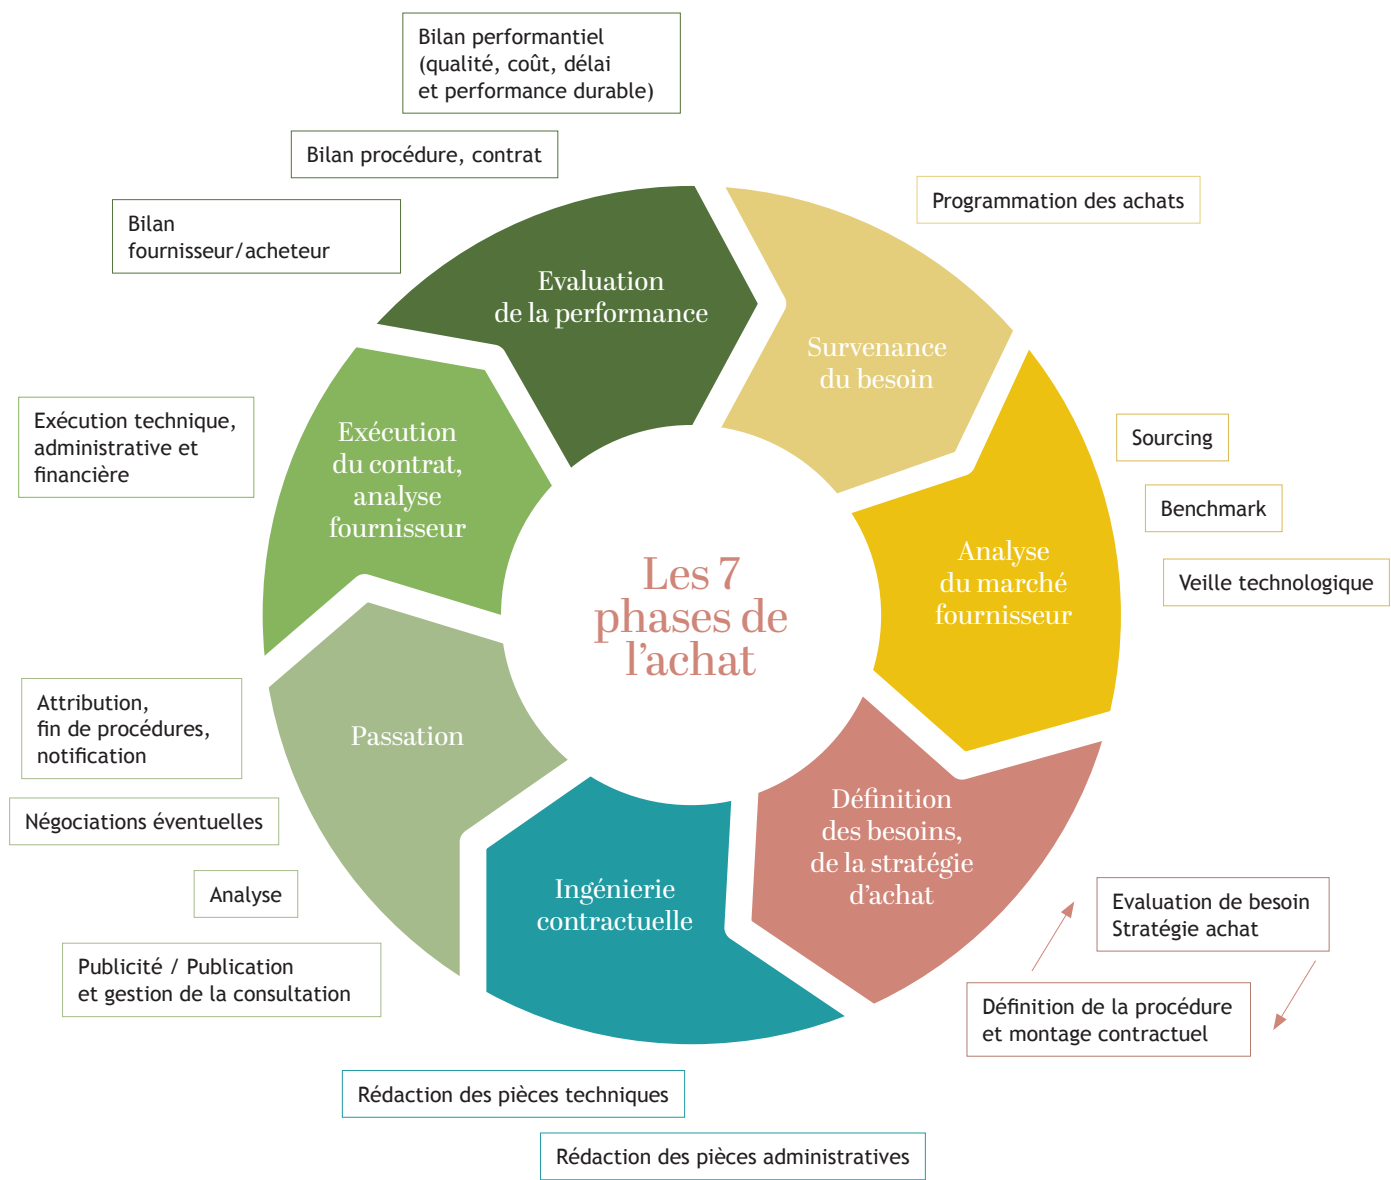 Bilan performantiel
(qualité, coût, délai
et performance durable)
Bilan procédure, contrat
Bilan
fournisseur/acheteur
Programmation des achats
Evaluation
de la performance
Survenance
du besoin
Exécution technique,
administrative et
financière
Exécution
du contrat,
analyse
fournisseur
Sourcing
Benchmark
Veille technologique
Analyse
du marché
fournisseur
Les 7
phases de
l’achat
Attribution,
fin de procédures,
notification
Négociations éventuelles
Analyse
Publicité / Publication
et gestion de la consultation
Passation
Définition
des besoins,
de la stratégie
d’achat
Ingénierie
contractuelle
Evaluation de besoin
Stratégie achat
Définition de la procédure
et montage contractuel
Rédaction des pièces techniques
Rédaction des pièces administratives